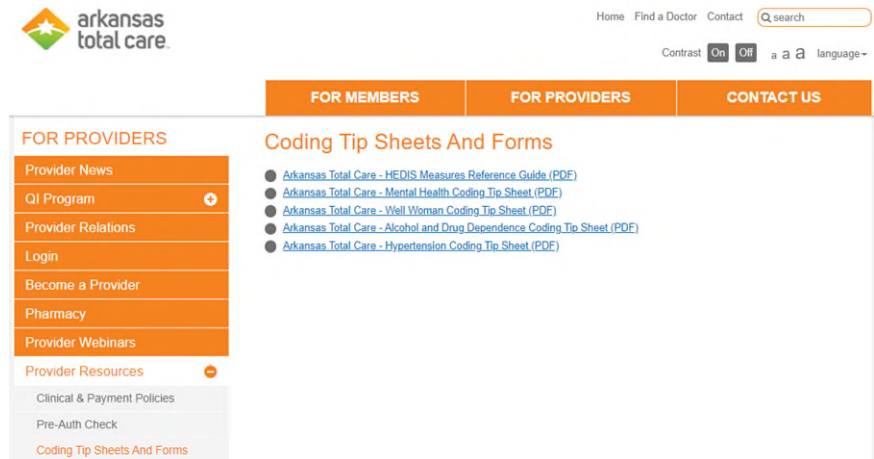 arkansas
total care.
Home Find a Doctor Contact search
Contrast On Off a a a language
FOR MEMBERS FOR PROVIDERS CONTACT US
FOR PROVIDERS
Provider News
QI Program
Provider Relations
Login
Become a Provider
Pharmacy
Provider Webinars
Provider Resources
Clinical & Payment Policies
Pre-Auth Check
Coding Tip Sheets And Forms
Coding Tip Sheets And Forms
Arkansas Total Care - HEDIS Measures Reference Guide (PDF)
Arkansas Total Care - Mental Health Coding Tip Sheet (PDF)
Arkansas Total Care - Well Woman Coding Tip Sheet (PDF)
Arkansas Total Care - Alcohol and Drug Dependence Coding Tip Sheet (PDF)
Arkansas Total Care - Hypertension Coding Tip Sheet (PDF)